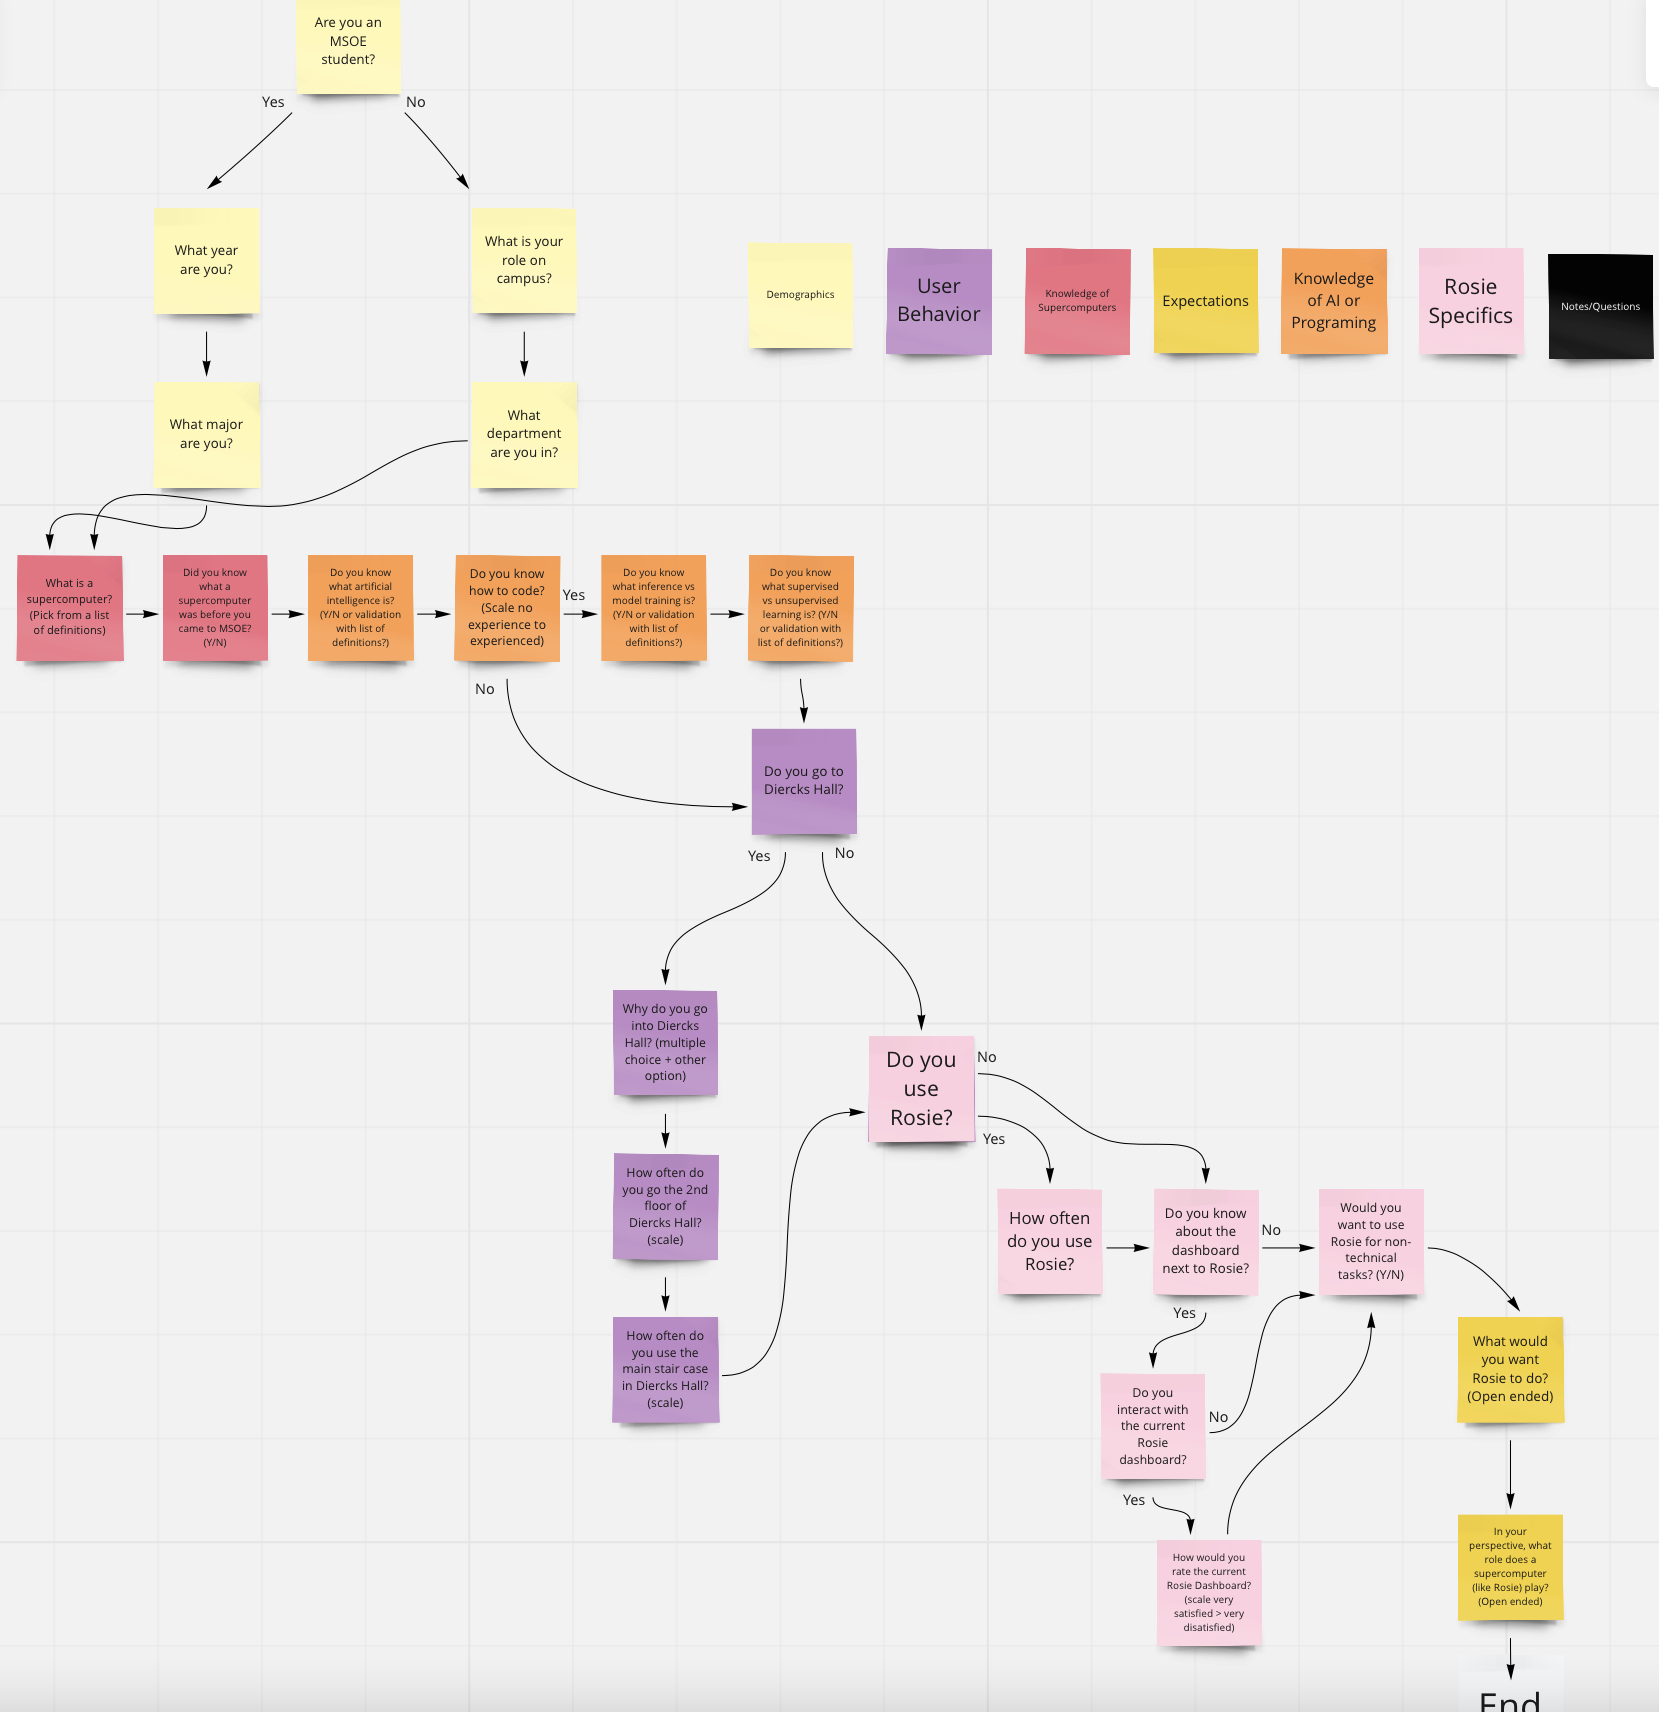 Are you an
MSOE
student?
Yes
No
What year
are you?
What is your
role on
campus?
Demographics
User
Behavior
Knowledge of
Supercomputers
Expectations
Knowledge
of AI or
Programing
Rosie
Specifics
Notes/Questions
What major
are you?
What
department
are you in?
What is a
supercomputer?
(Pick from a list
of definitions)
Did you know
what a
supercomputer
was before you
came to MSOE?
(Y/N)
Do you know
what artificial
intelligence is?
(Y/N or validation
with list of
definitions?)
Do you know
how to code?
(Scale no
experience to
experienced)
Yes
Do you know
what inference vs
model training is?
(Y/N or validation
with list of
definitions?)
Do you know
what supervised
vs unsupervised
learning is? (Y/N
or validation with
list of definitions?)
No
Do you go to
Diercks Hall?
Yes
No
Why do you go
into Diercks
Hall? (multiple
choice + other
option)
How often do
you go the 2nd
floor of
Diercks Hall?
(scale)
How often do
you use the
main stair case
in Diercks Hall?
(scale)
Do you
use
Rosie?
No
Yes
How often
do you use
Rosie?
Do you know
about the
dashboard
next to Rosie?
No
Would you
want to use
Rosie for non-
technical
tasks? (Y/N)
Yes
Do you
interact with
the current
Rosie
dashboard?
No
Yes
How would you
rate the current
Rosie Dashboard?
(scale very
satisfied > very
disatisfied)
What would
you want
Rosie to do?
(Open ended)
In your
perspective, what
role does a
supercomputer
(like Rosie) play?
(Open ended)
End